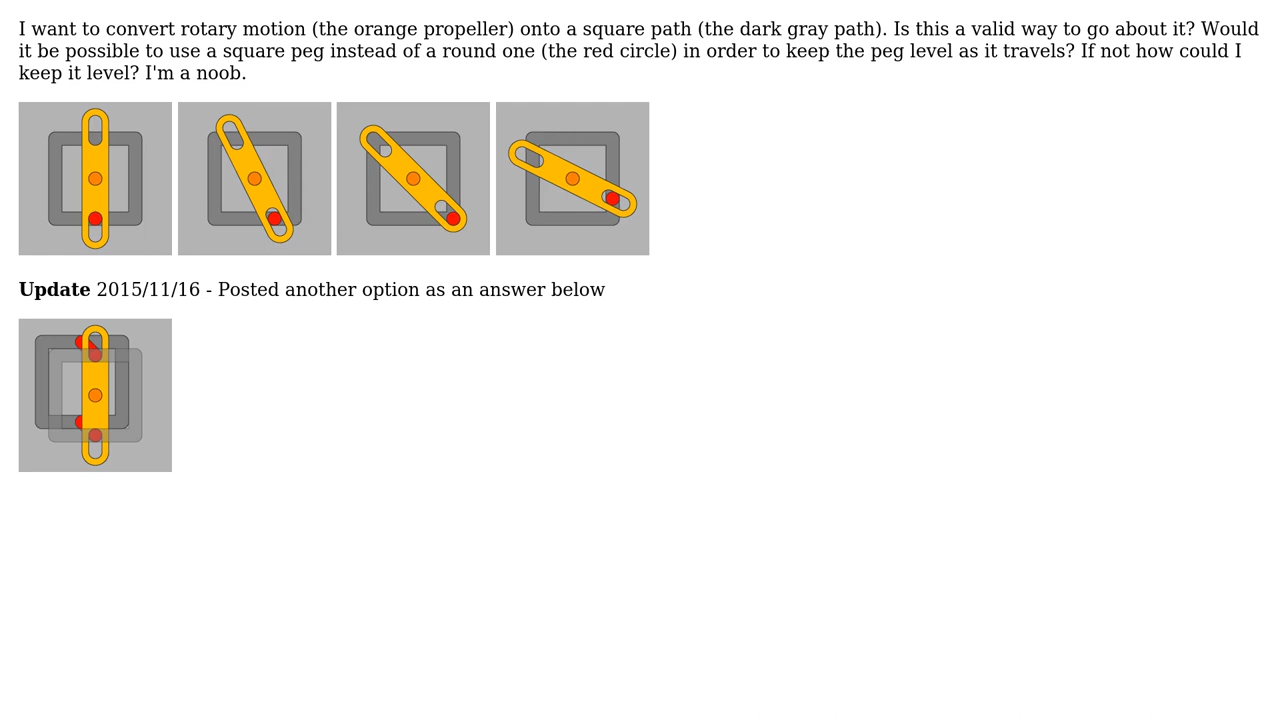 I want to convert rotary motion (the orange propeller) onto a square path (the dark gray path). Is this a valid way to go about it? Would
it be possible to use a square peg instead of a round one (the red circle) in order to keep the peg level as it travels? If not how could I
keep it level? I'm a noob.
Update 2015/11/16 - Posted another option as an answer below